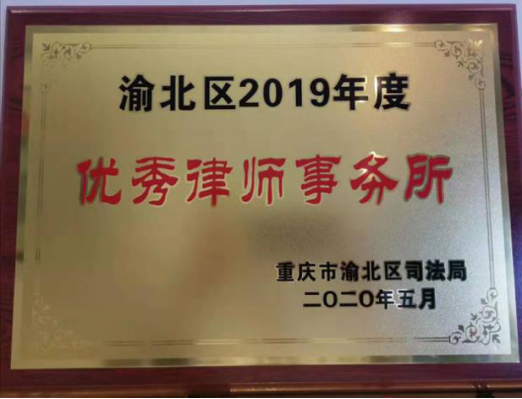 渝北区2019年度
优秀律师事务所
重庆市渝北区司法局
二〇二〇年五月